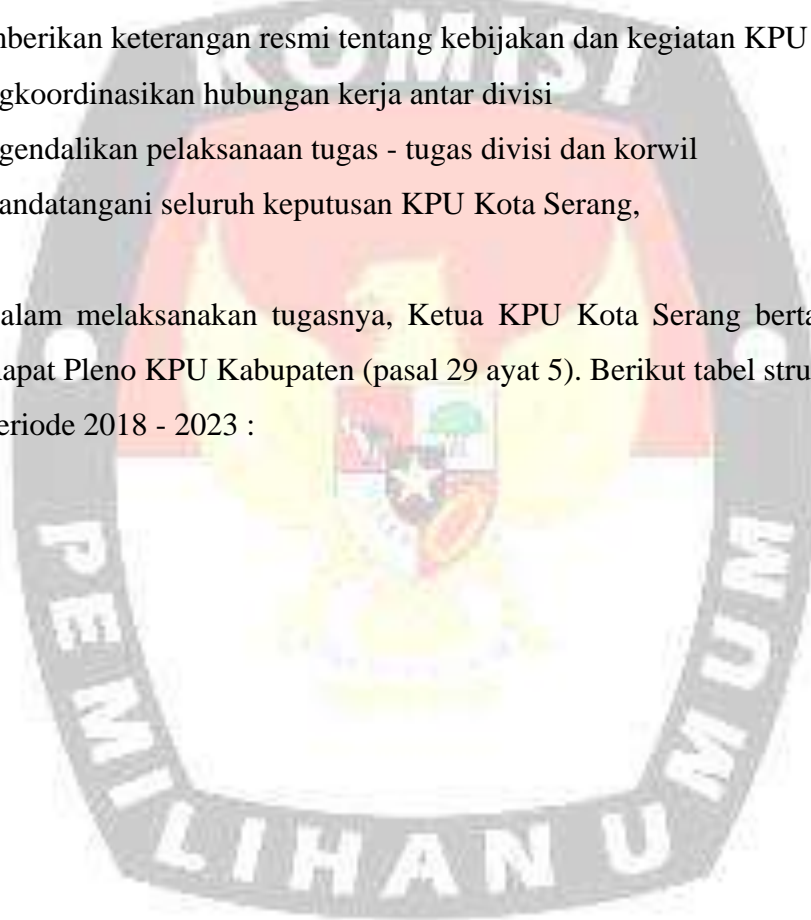 mberikan keterangan resmi tentang kebijakan dan kegiatan KPU
gkoordinasikan hubungan kerja antar divisi
gendalikan pelaksanaan tugas - tugas divisi dan korwil
andatangani seluruh keputusan KPU Kota Serang,
alam melaksanakan tugasnya, Ketua KPU Kota Serang berta
apat Pleno KPU Kabupaten (pasal 29 ayat 5). Berikut tabel stru
eriode 2018 - 2023 :
KOMISI
PEMILIHAN UMUM